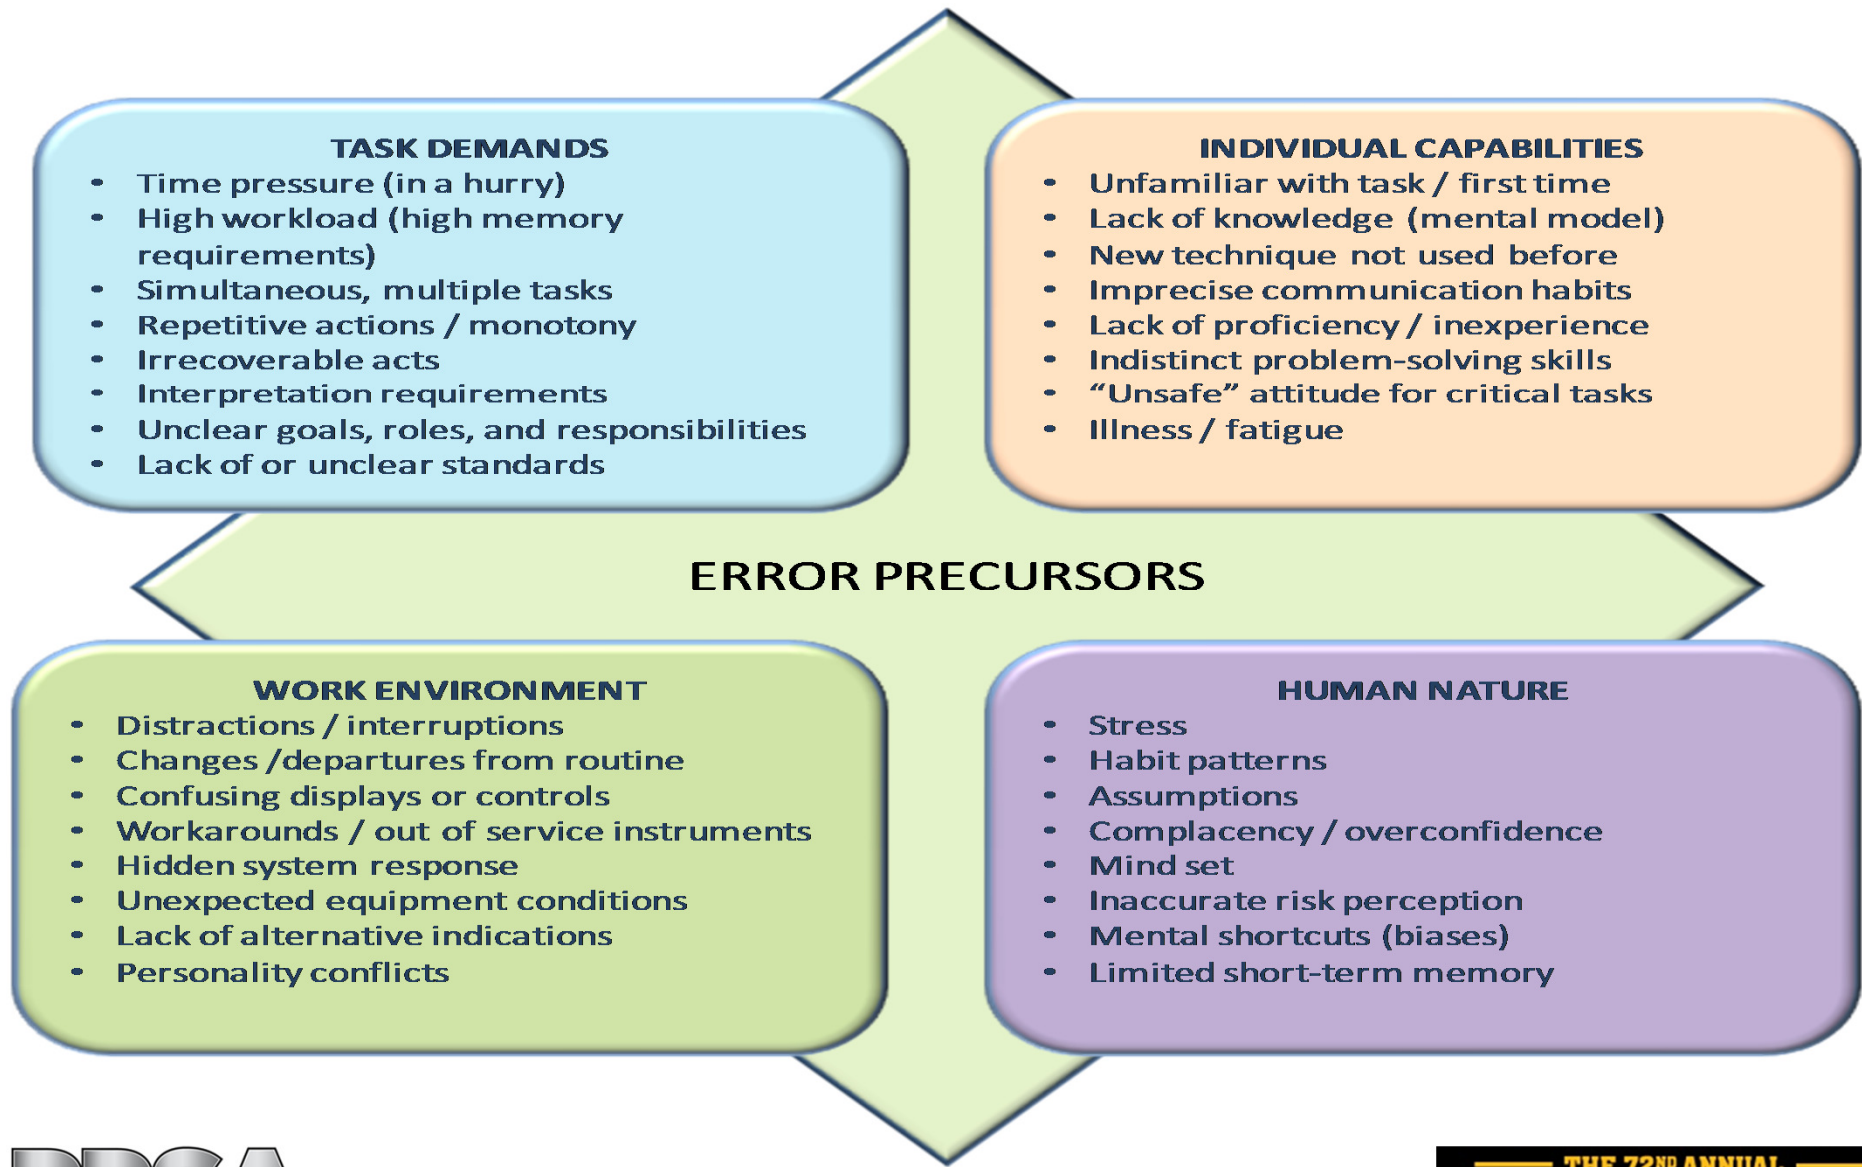 TASK DEMANDS
• Time pressure (in a hurry)
• High workload (high memory
requirements)
• Simultaneous, multiple tasks
• Repetitive actions / monotony
• Irrecoverable acts
• Interpretation requirements
• Unclear goals, roles, and responsibilities
• Lack of or unclear standards
INDIVIDUAL CAPABILITIES
• Unfamiliar with task / first time
• Lack of knowledge (mental model)
• New technique not used before
• Imprecise communication habits
• Lack of proficiency / inexperience
• Indistinct problem-solving skills
• “Unsafe” attitude for critical tasks
• Illness / fatigue
ERROR PRECURSORS
WORK ENVIRONMENT
• Distractions / interruptions
• Changes /departures from routine
• Confusing displays or controls
• Workarounds / out of service instruments
• Hidden system response
• Unexpected equipment conditions
• Lack of alternative indications
• Personality conflicts
HUMAN NATURE
• Stress
• Habit patterns
• Assumptions
• Complacency / overconfidence
• Mind set
• Inaccurate risk perception
• Mental shortcuts (biases)
• Limited short-term memory
THE 72ND ANNUAL